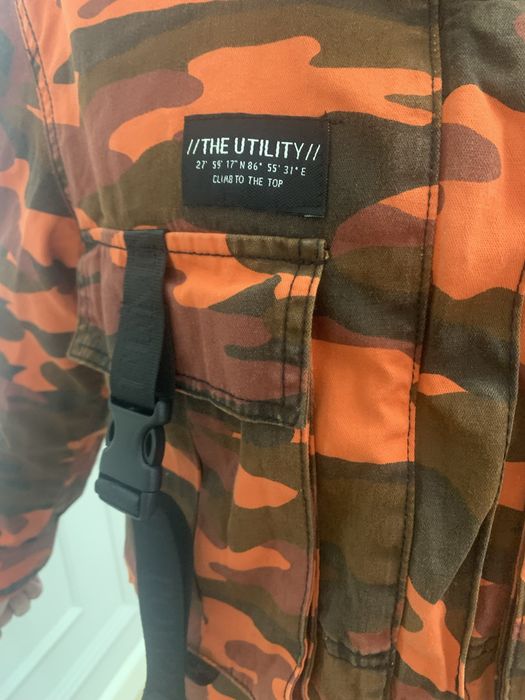 //THE UTILITY//
27° 59' 17" N 86° 55' 31" E
CLIMB TO THE TOP